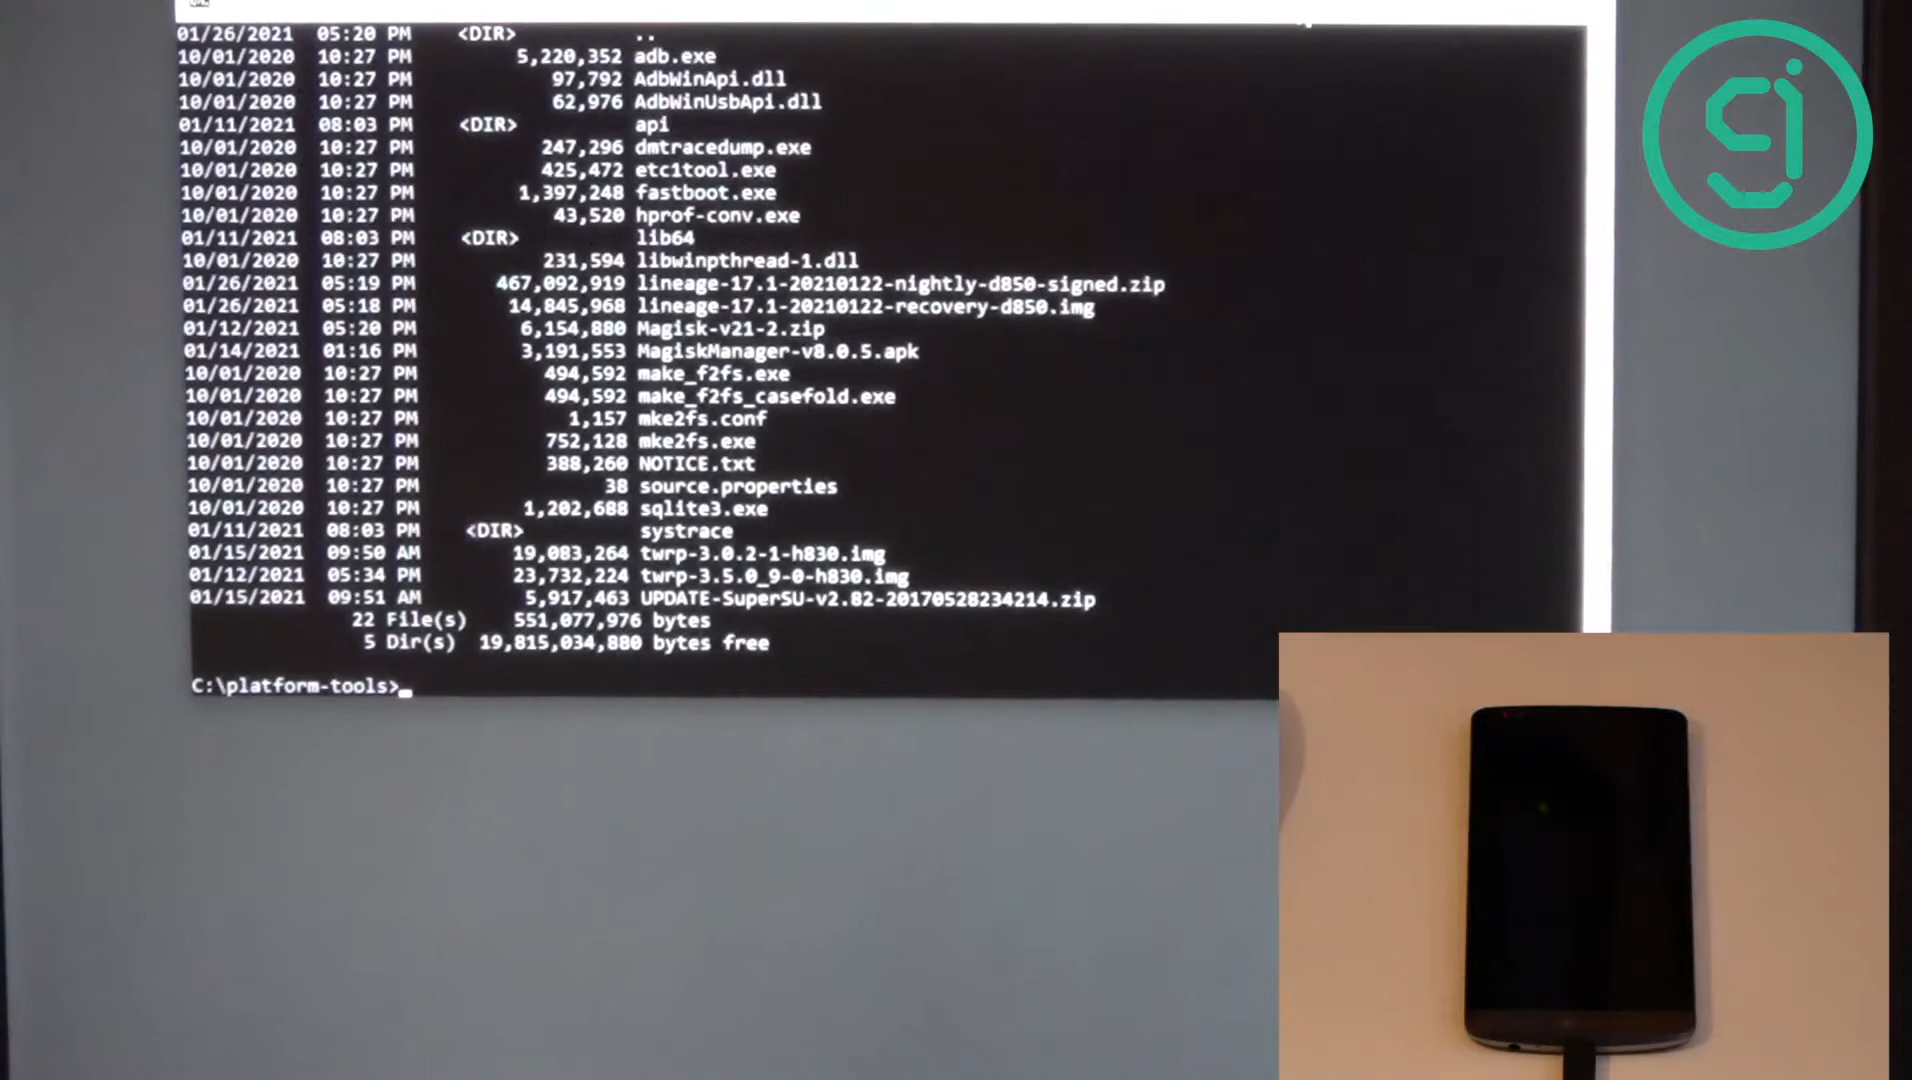 01/26/2021 05:20 PM <DIR> ..
10/01/2020 10:27 PM 5,220,352 adb.exe
10/01/2020 10:27 PM 97,792 AdbWinApi.dll
10/01/2020 10:27 PM 62,976 AdbWinUsbApi.dll
01/11/2021 08:03 PM <DIR> api
10/01/2020 10:27 PM 247,296 dmtracedump.exe
10/01/2020 10:27 PM 425,472 etc1tool.exe
10/01/2020 10:27 PM 1,397,248 fastboot.exe
10/01/2020 10:27 PM 43,520 hprof-conv.exe
01/11/2021 08:03 PM <DIR> lib64
10/01/2020 10:27 PM 231,594 libwinpthread-1.dll
01/26/2021 05:19 PM 467,092,919 lineage-17.1-20210122-nightly-d850-signed.zip
01/26/2021 05:18 PM 14,845,968 lineage-17.1-20210122-recovery-d850.img
01/12/2021 05:20 PM 6,154,880 Magisk-v21-2.zip
01/14/2021 01:16 PM 3,191,553 MagiskManager-v8.0.5.apk
10/01/2020 10:27 PM 494,592 make_f2fs.exe
10/01/2020 10:27 PM 494,592 make_f2fs_casefold.exe
10/01/2020 10:27 PM 1,157 mke2fs.conf
10/01/2020 10:27 PM 752,128 mke2fs.exe
10/01/2020 10:27 PM 388,260 NOTICE.txt
10/01/2020 10:27 PM 38 source.properties
10/01/2020 10:27 PM 1,202,688 sqlite3.exe
01/11/2021 08:03 PM <DIR> systrace
01/15/2021 09:50 AM 19,083,264 twrp-3.0.2-1-h830.img
01/12/2021 05:34 PM 23,732,224 twrp-3.5.0_9-0-h830.img
01/15/2021 09:51 AM 5,917,463 UPDATE-SuperSU-v2.82-20170528234214.zip
22 File(s) 551,077,976 bytes
5 Dir(s) 19,815,034,880 bytes free
C:\platform-tools>_